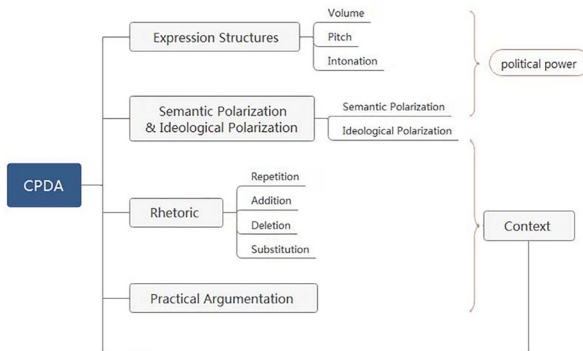 CPDA
Expression Structures
Volume
Pitch
Intonation
Semantic Polarization
& Ideological Polarization
Semantic Polarization
Ideological Polarization
Rhetoric
Repetition
Addition
Deletion
Substitution
Practical Argumentation
political power
Context